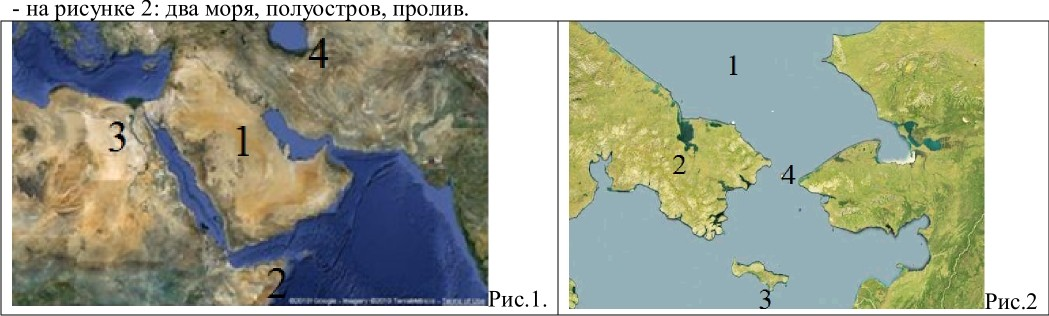 - на рисунке 2: два моря, полуостров, пролив.
4
3
1
2
Рис.1.
1
2
4
3
Рис.2